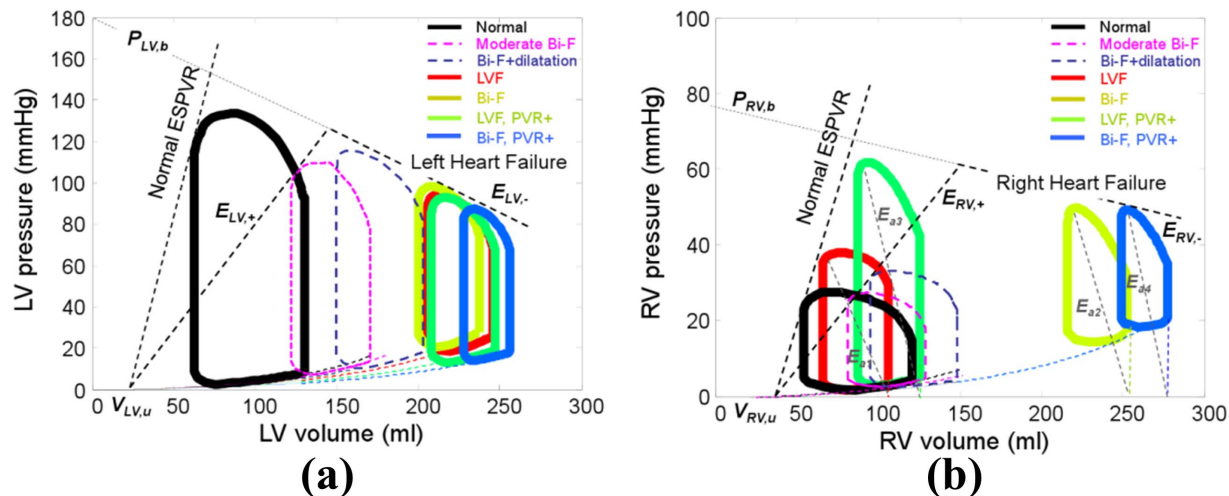 (a)
LV pressure (mmHg)
180
160
140
120
100
80
60
40
20
0
P_LV,b
Normal ESPVR
E_LV,+
V_LV,u
Normal
Moderate Bi-F
Bi-F+dilatation
LVF
Bi-F
LVF, PVR+
Bi-F, PVR+
Left Heart Failure
E_LV,-
0 50 100 150 200 250 300
LV volume (ml)
(a)
(b)
RV pressure (mmHg)
100
80
60
40
20
0
P_RV,b
Normal ESPVR
E_RV,+
V_RV,u
Normal
Moderate Bi-F
Bi-F+dilatation
LVF
Bi-F
LVF, PVR+
Bi-F, PVR+
Right Heart Failure
E_RV,-
E_a3
E_a1
E_a2
E_a4
0 50 100 150 200 250 300
RV volume (ml)
(b)